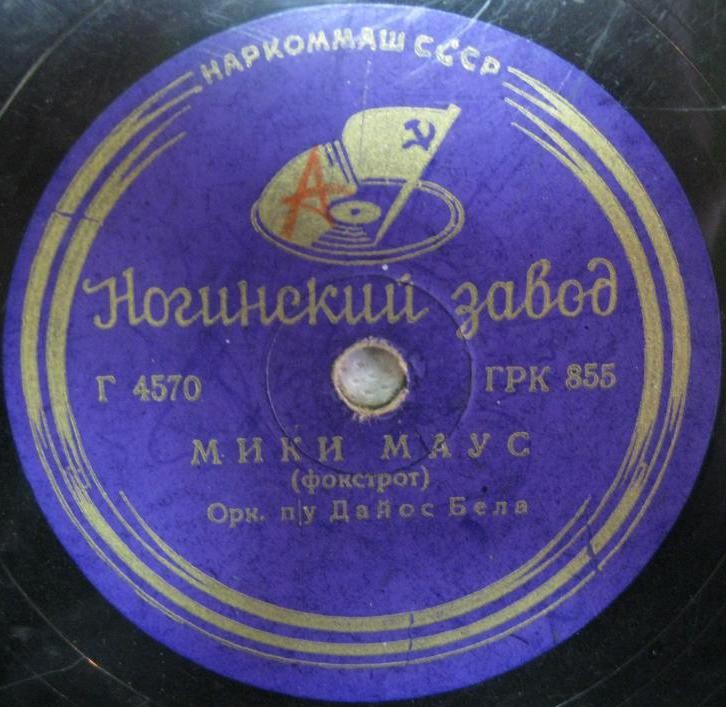 НАРКОММАШ СССР
А
Ногинский завод
Г 4570 ГРК 855
МИКИ МАУС
(фокстрот)
Орк. п/у Дайос Бела